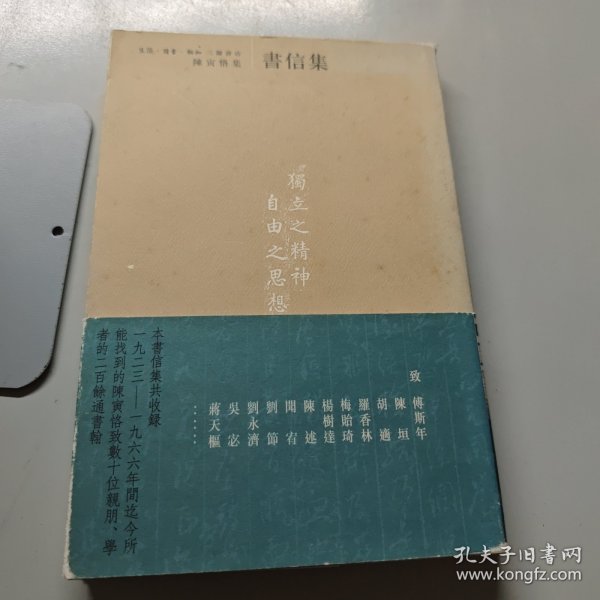 生活·讀書·新知 三聯書店
陳寅恪集
書信集
獨立之精神
自由之思想
致 傅斯年
陳垣
胡適
羅香林
梅貽琦
楊樹達
陳述
聞宥
劉節
劉永濟
吳宓
蔣天樞
……
本書信集共收錄
一九二三——一九六六年間迄今所
能找到的陳寅恪致數十位親朋、學
者的二百餘通書翰
孔夫子旧书网
www.kongfz.com